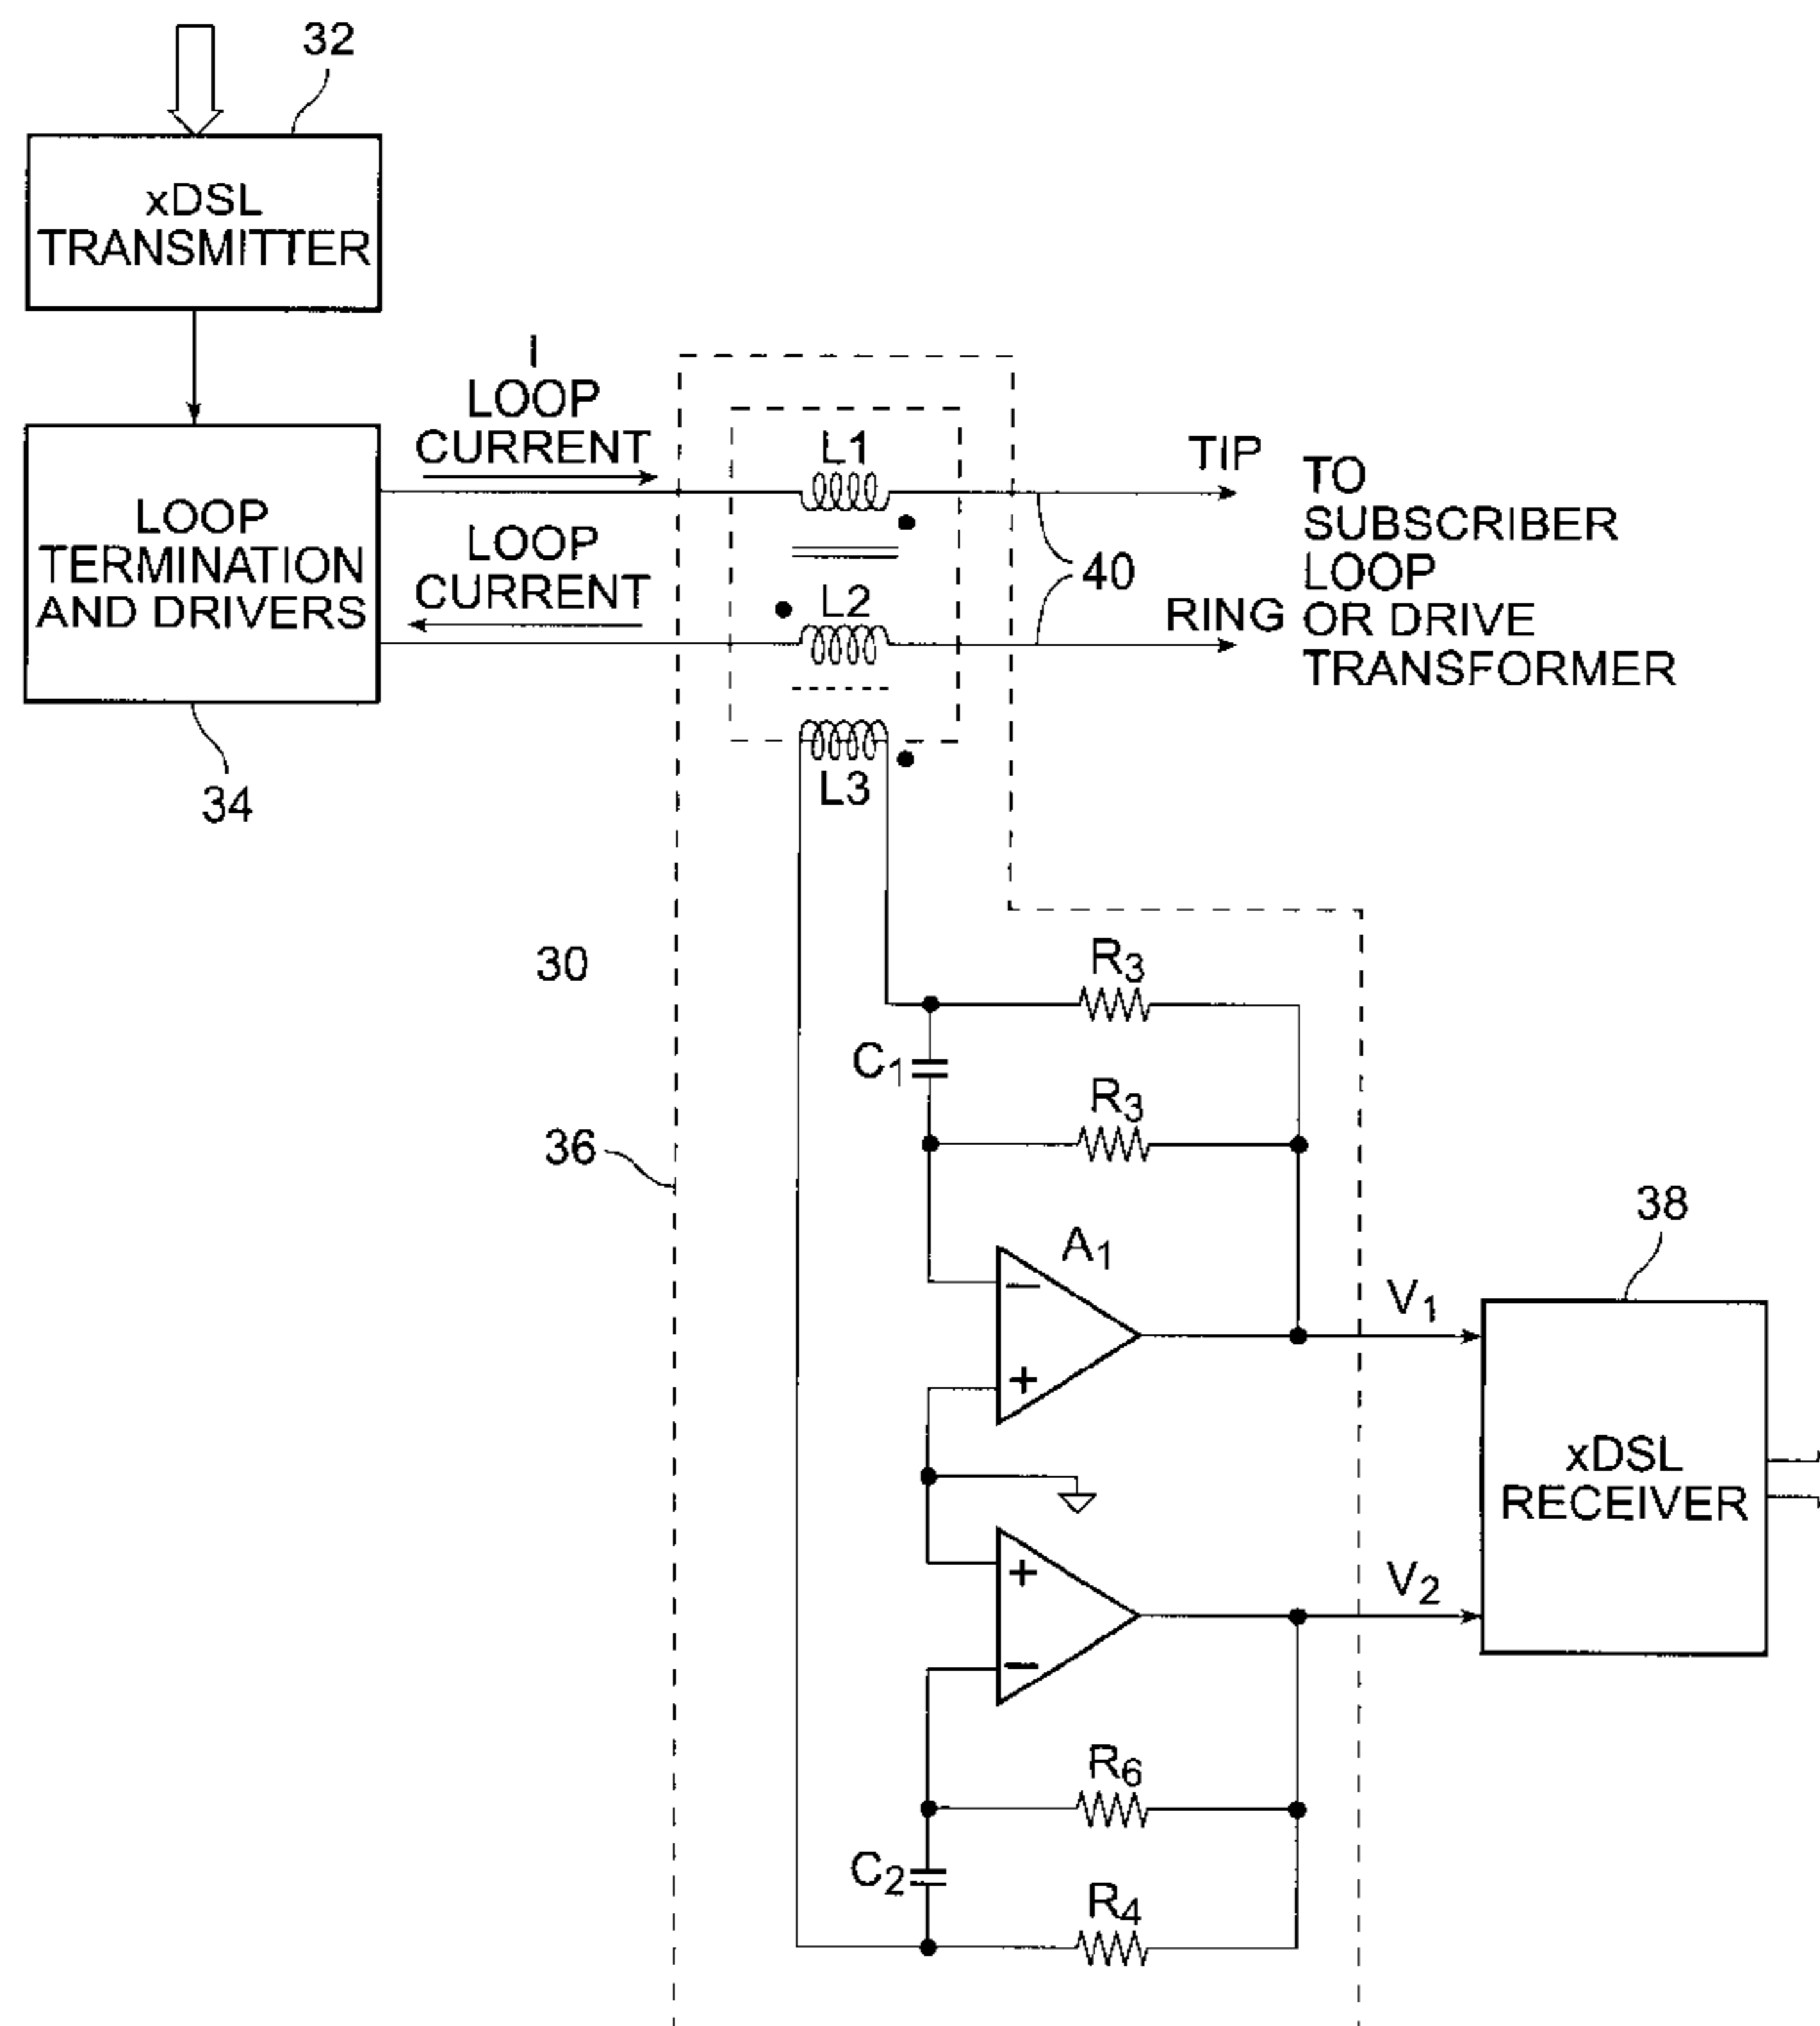 32
xDSL
TRANSMITTER
I
LOOP
CURRENT
LOOP
TERMINATION
AND DRIVERS
LOOP
CURRENT
34
L1
L2
L3
TIP
RING
40
TO
SUBSCRIBER
LOOP
OR DRIVE
TRANSFORMER
30
36
R3
C1
R3
A1
−
+
V1
38
xDSL
RECEIVER
+
−
V2
R6
C2
R4